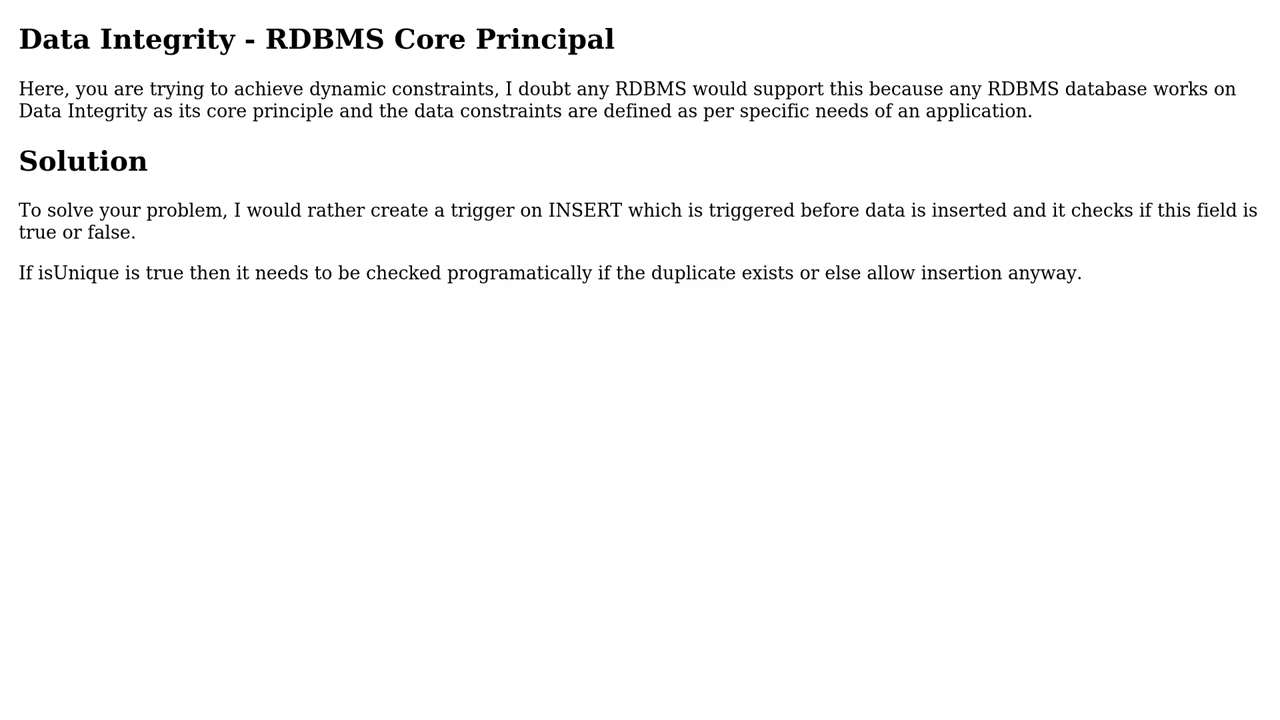 Data Integrity - RDBMS Core Principal
Here, you are trying to achieve dynamic constraints, I doubt any RDBMS would support this because any RDBMS database works on
Data Integrity as its core principle and the data constraints are defined as per specific needs of an application.
Solution
To solve your problem, I would rather create a trigger on INSERT which is triggered before data is inserted and it checks if this field is
true or false.
If isUnique is true then it needs to be checked programatically if the duplicate exists or else allow insertion anyway.